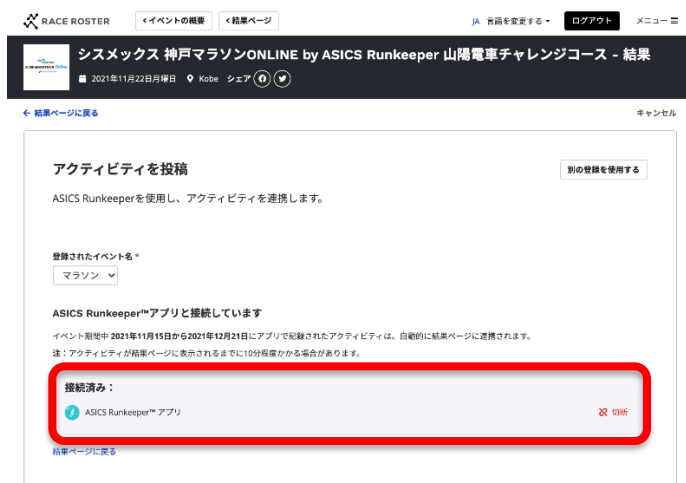 RACE ROSTER
イベントの概要
結果ページ
JA 言語を変更する
ログアウト
メニュー
シスメックス 神戸マラソンONLINE by ASICS Runkeeper 山陽電車チャレンジコース - 結果
2021年11月22日月曜日 Kobe シェア
← 結果ページに戻る
キャンセル
アクティビティを投稿
別の登録を使用する
ASICS Runkeeperを使用し、アクティビティを連携します。
登録されたイベント名 *
マラソン
ASICS Runkeeper™アプリと接続しています
イベント期間中 2021年11月15日から2021年12月21日にアプリで記録されたアクティビティは、自動的に結果ページに連携されます。
注：アクティビティが結果ページに表示されるまでに10分程度かかる場合があります。
接続済み：
ASICS Runkeeper™ アプリ
切断
結果ページに戻る